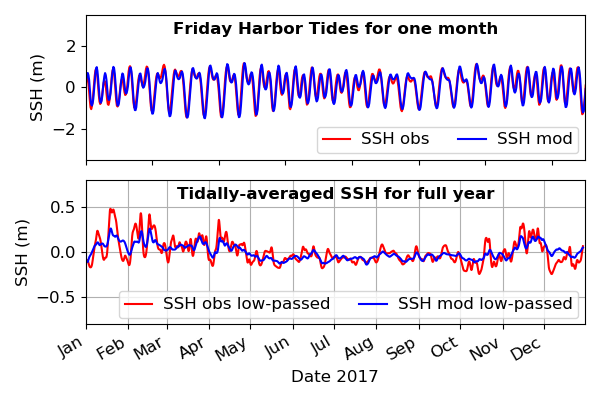 Friday Harbor Tides for one month
SSH (m)
2
0
−2
SSH obs
SSH mod
Tidally-averaged SSH for full year
SSH (m)
0.5
0.0
−0.5
SSH obs low-passed
SSH mod low-passed
Jan
Feb
Mar
Apr
May
Jun
Jul
Aug
Sep
Oct
Nov
Dec
Date 2017